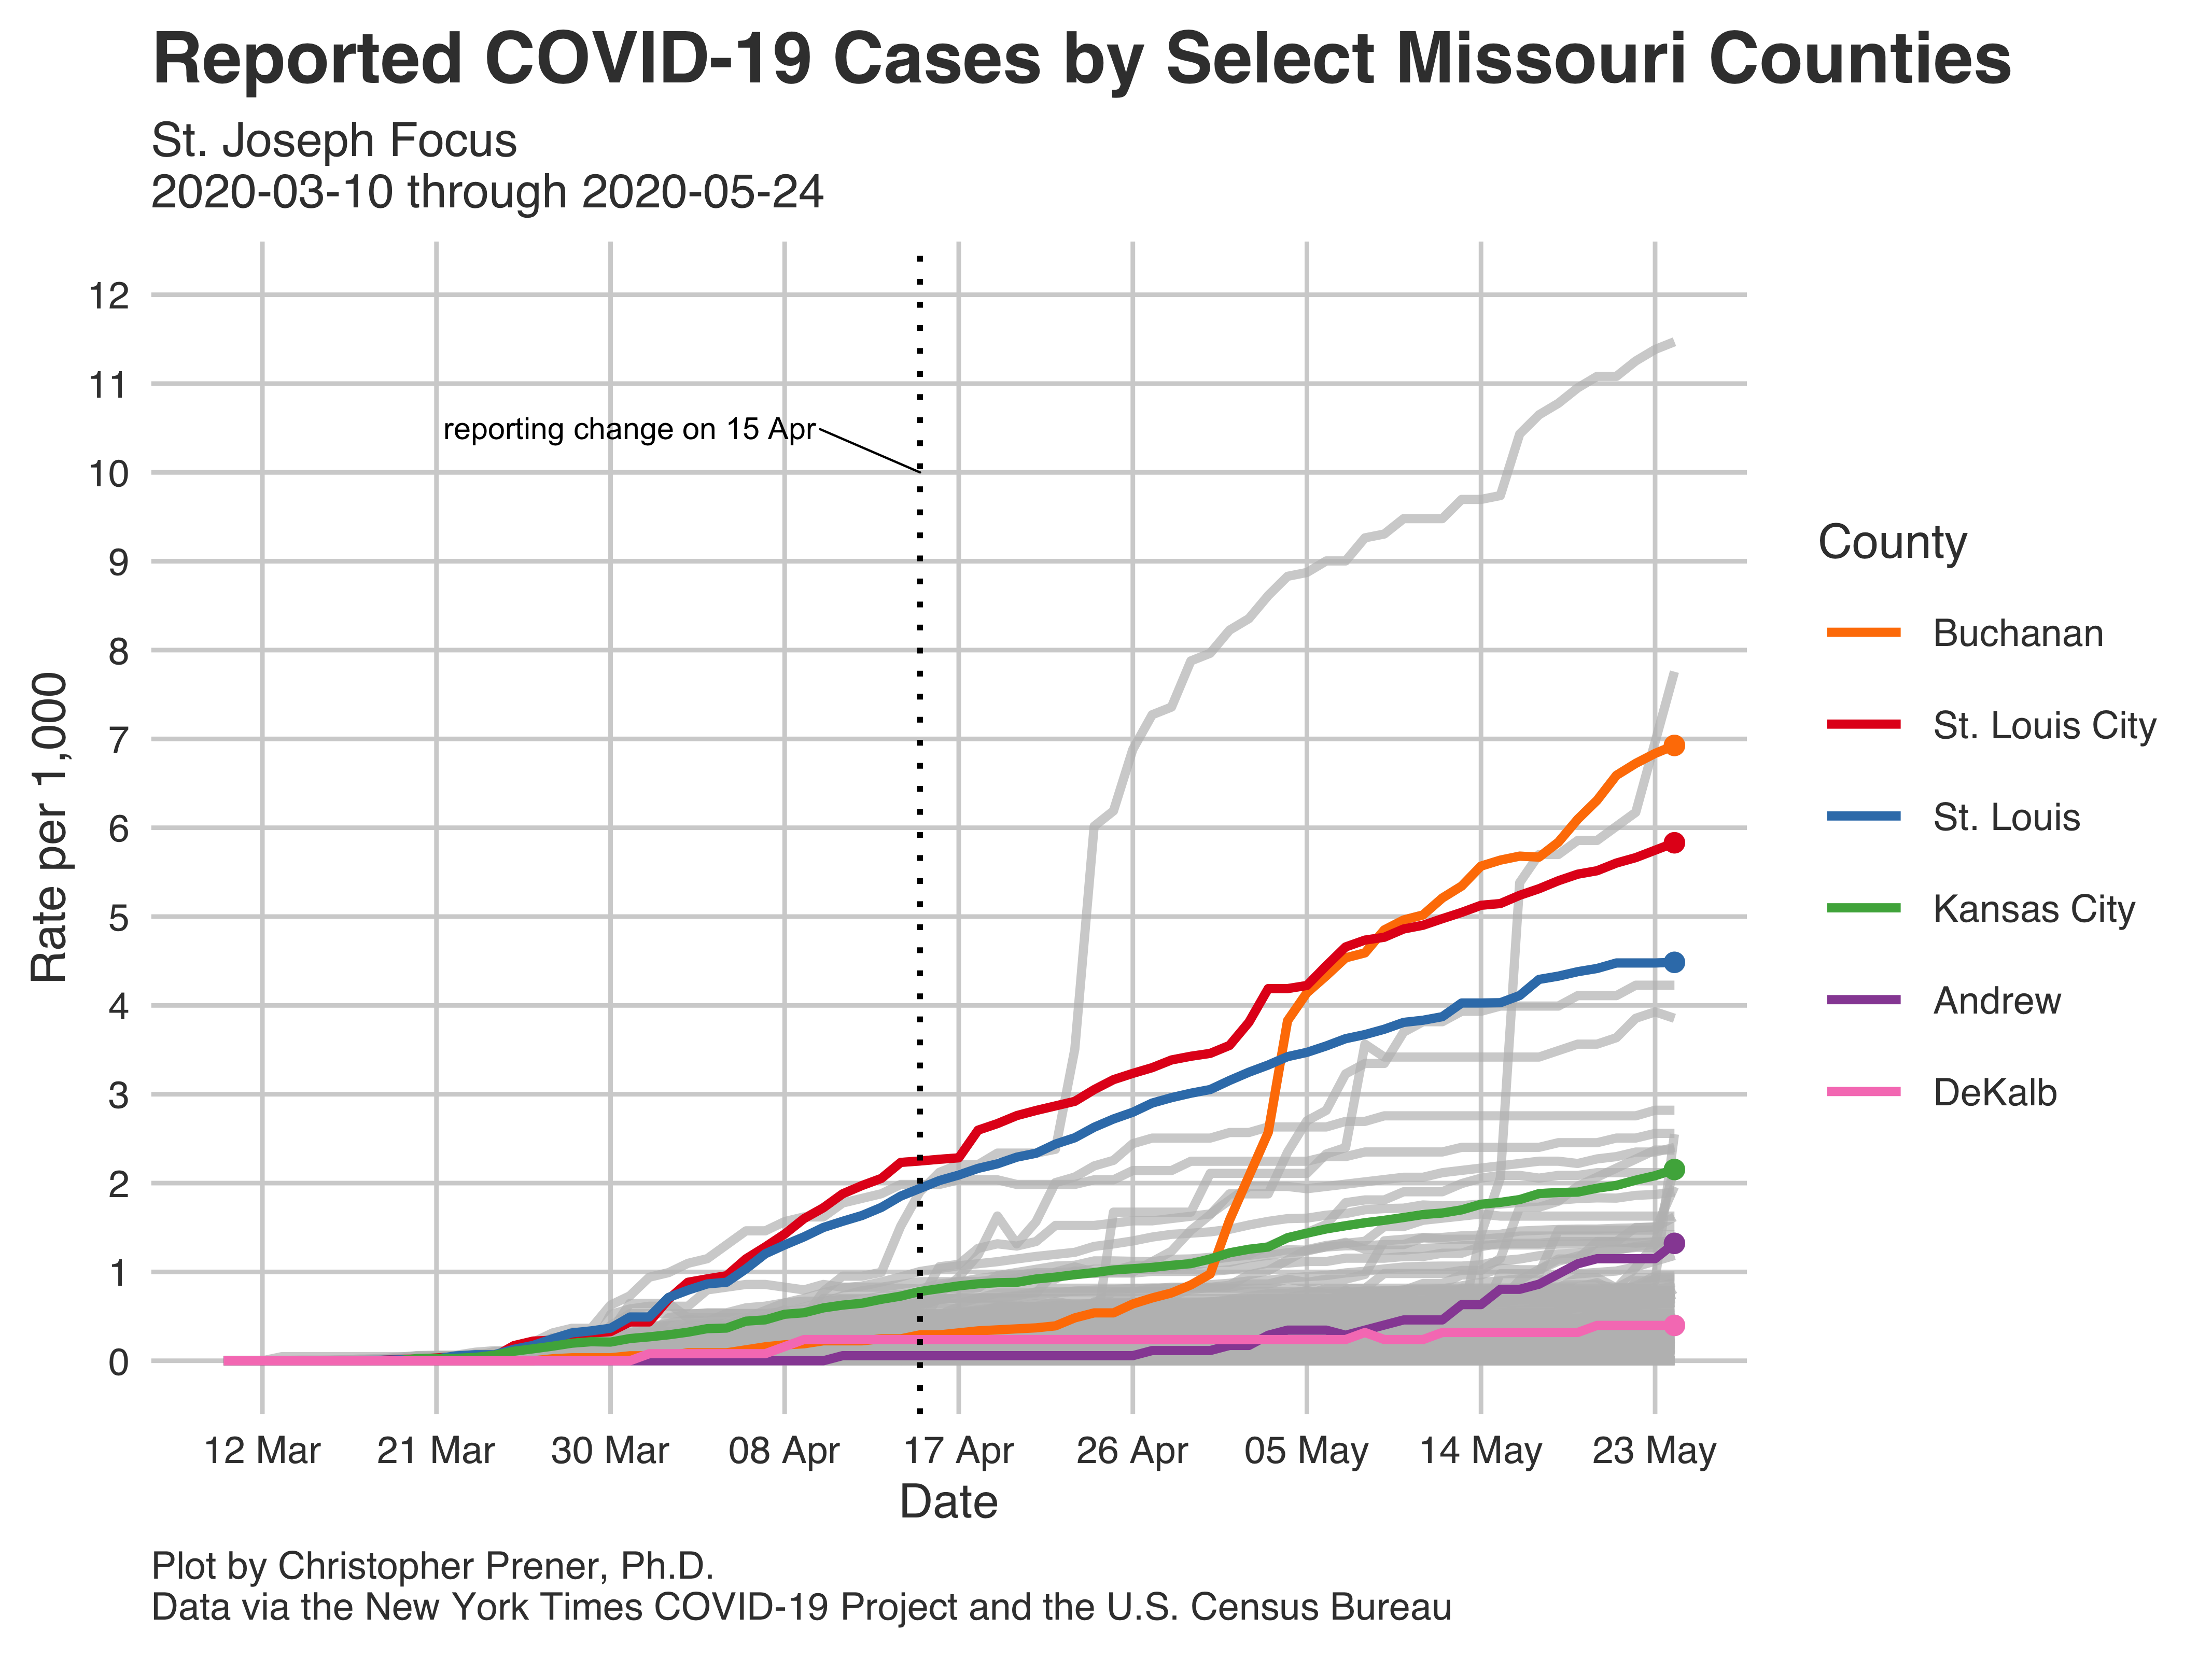 Reported COVID-19 Cases by Select Missouri Counties
St. Joseph Focus
2020-03-10 through 2020-05-24
12
11
10
9
8
7
6
5
4
3
2
1
0
Rate per 1,000
reporting change on 15 Apr
12 Mar
21 Mar
30 Mar
08 Apr
17 Apr
26 Apr
05 May
14 May
23 May
Date
County
Buchanan
St. Louis City
St. Louis
Kansas City
Andrew
DeKalb
Plot by Christopher Prener, Ph.D.
Data via the New York Times COVID-19 Project and the U.S. Census Bureau